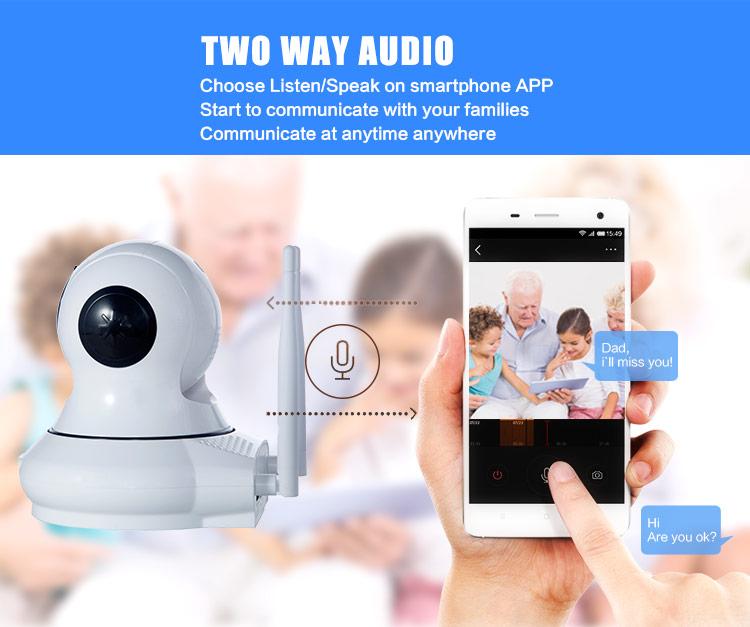 TWO WAY AUDIO
Choose Listen/Speak on smartphone APP
Start to communicate with your families
Communicate at anytime anywhere
15:49
Dad,
i`ll miss you!
Hi
Are you ok?